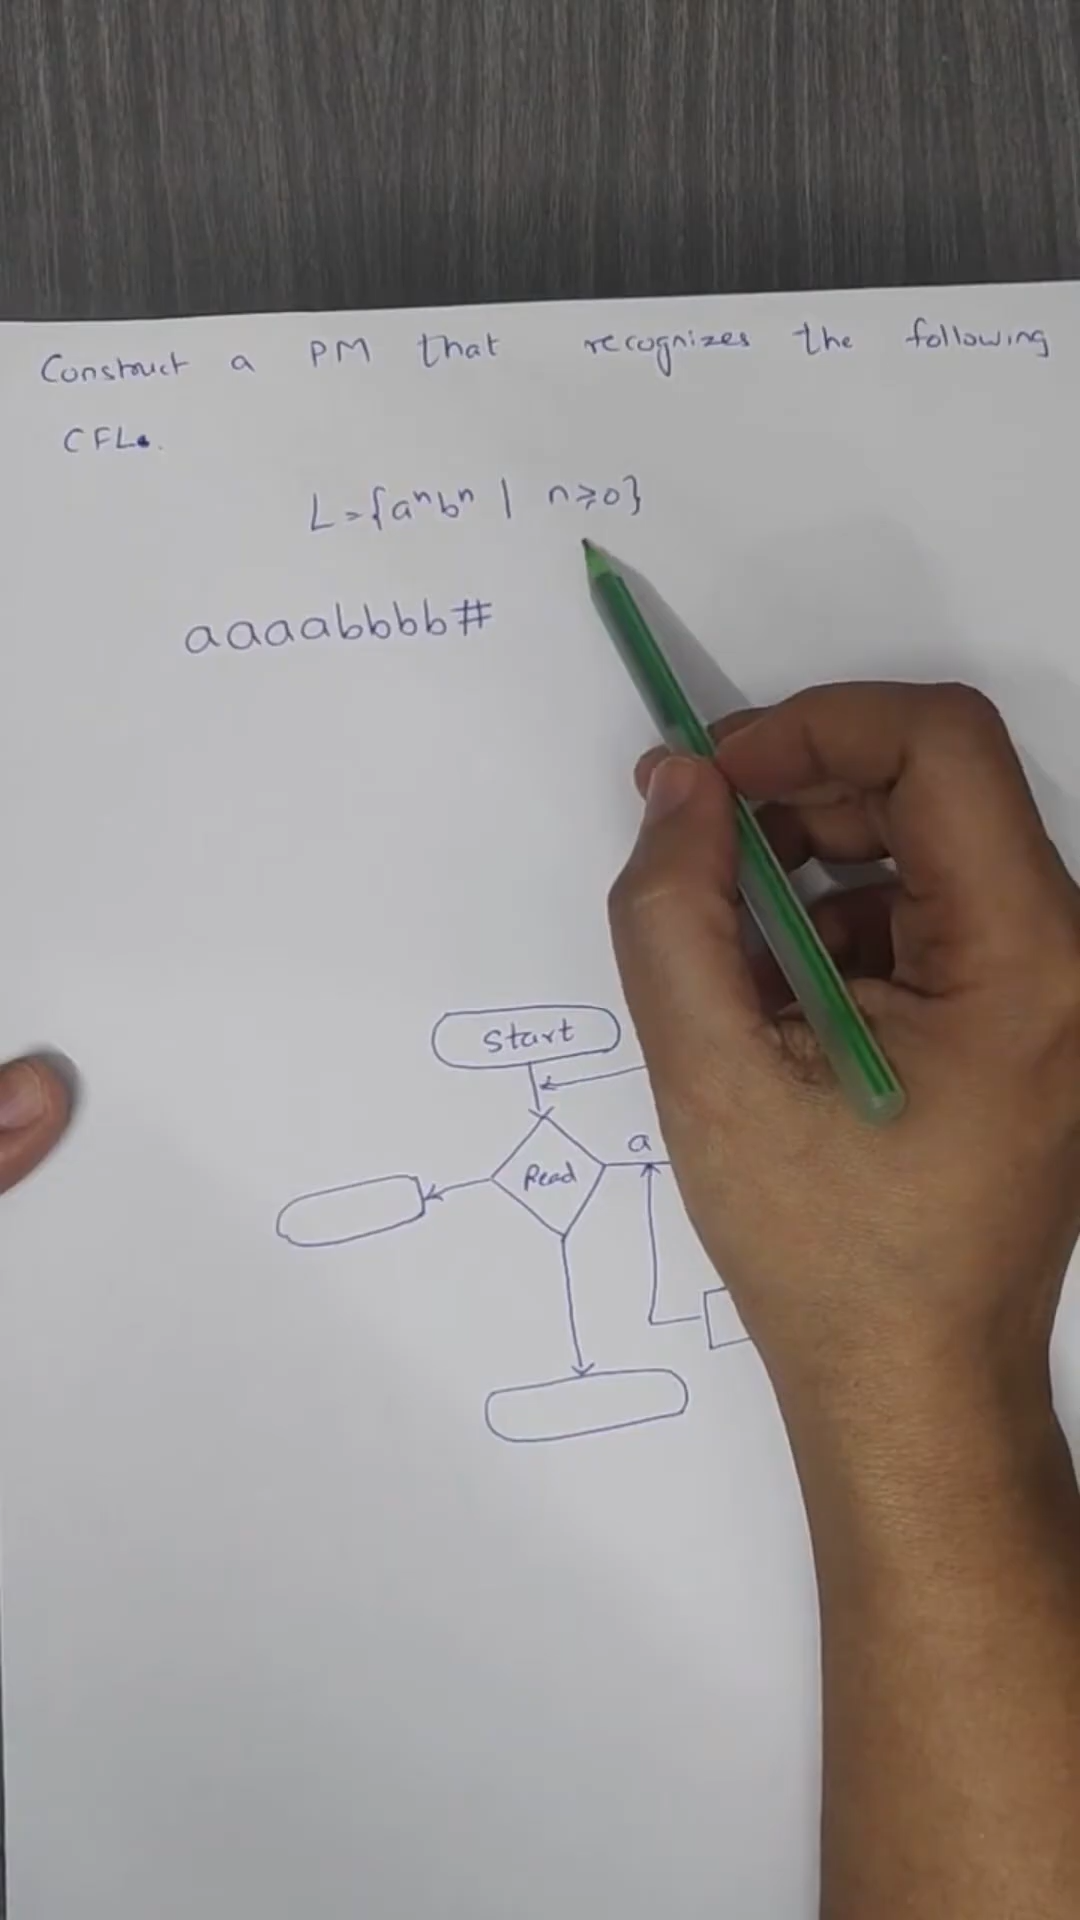 Construct a PM that recognizes the following
CFL.
L={aⁿbⁿ | n≥0}
aaaabbbb#
Start
a
Read